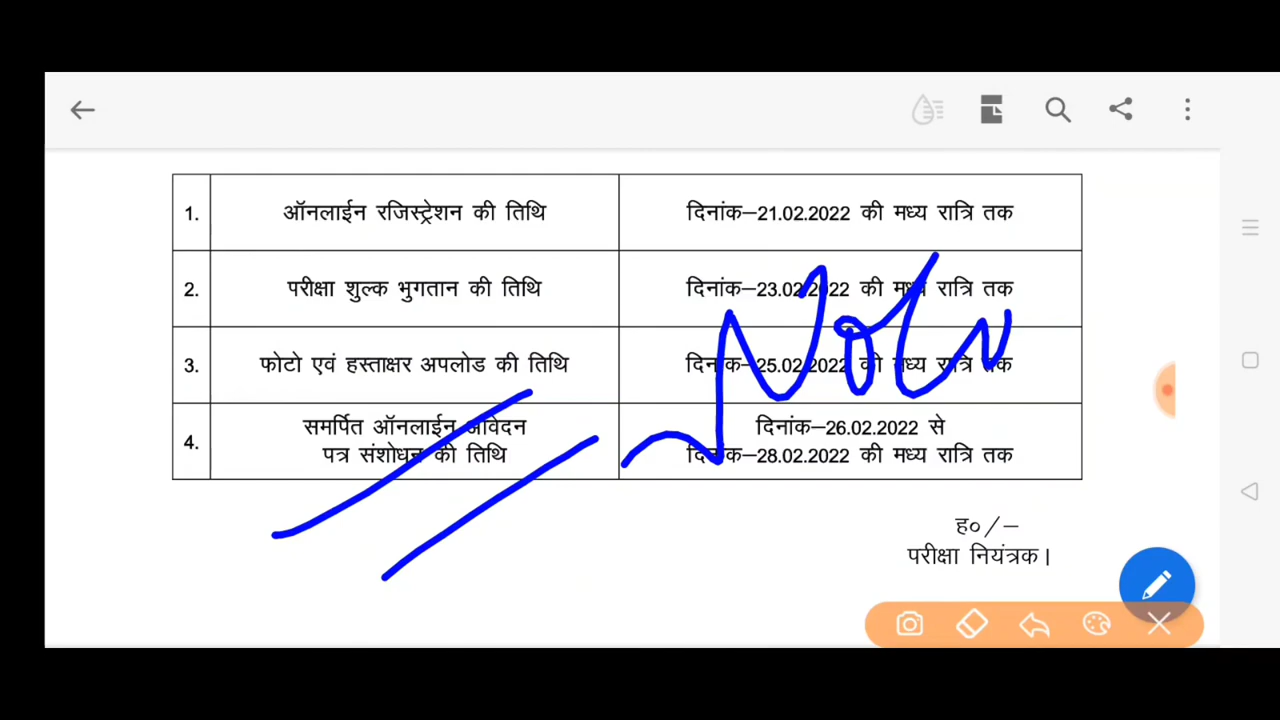 1. ऑनलाईन रजिस्ट्रेशन की तिथि दिनांक–21.02.2022 की मध्य रात्रि तक
2. परीक्षा शुल्क भुगतान की तिथि दिनांक–23.02.2022 की मध्य रात्रि तक
3. फोटो एवं हस्ताक्षर अपलोड की तिथि दिनांक–25.02.2022 की मध्य रात्रि तक
4. समर्पित ऑनलाईन आवेदन
पत्र संशोधन की तिथि
दिनांक–26.02.2022 से
दिनांक–28.02.2022 की मध्य रात्रि तक
ह०/–
परीक्षा नियंत्रक।